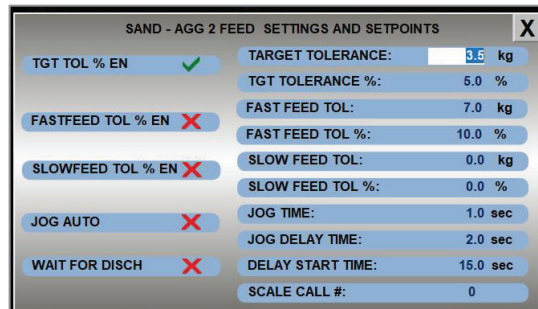 SAND - AGG 2 FEED SETTINGS AND SETPOINTS X
TGT TOL % EN
FASTFEED TOL % EN
SLOWFEED TOL % EN
JOG AUTO
WAIT FOR DISCH
TARGET TOLERANCE: 3.5 kg
TGT TOLERANCE %: 5.0 %
FAST FEED TOL: 7.0 kg
FAST FEED TOL %: 10.0 %
SLOW FEED TOL: 0.0 kg
SLOW FEED TOL %: 0.0 %
JOG TIME: 1.0 sec
JOG DELAY TIME: 2.0 sec
DELAY START TIME: 15.0 sec
SCALE CALL #: 0